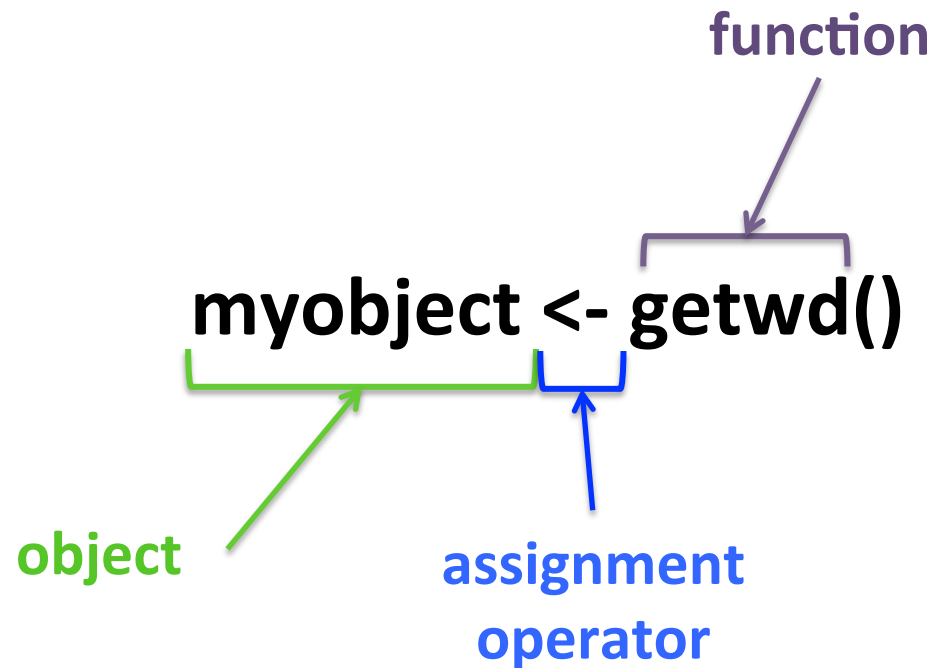 function
myobject <- getwd()
object
assignment
operator